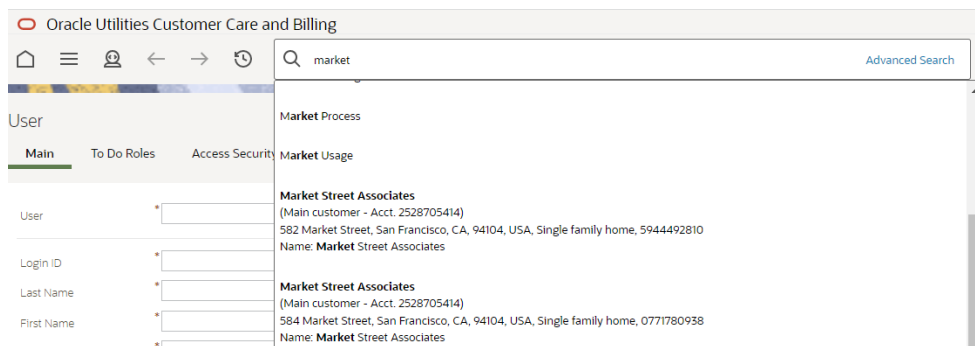 Oracle Utilities Customer Care and Billing
market
Advanced Search
Market Process
Market Usage
Market Street Associates
(Main customer - Acct. 2528705414)
582 Market Street, San Francisco, CA, 94104, USA, Single family home, 5944492810
Name: Market Street Associates
Market Street Associates
(Main customer - Acct. 2528705414)
584 Market Street, San Francisco, CA, 94104, USA, Single family home, 0771780938
Name: Market Street Associates
User
Main To Do Roles Access Security
User *
Login ID *
Last Name *
First Name *
*